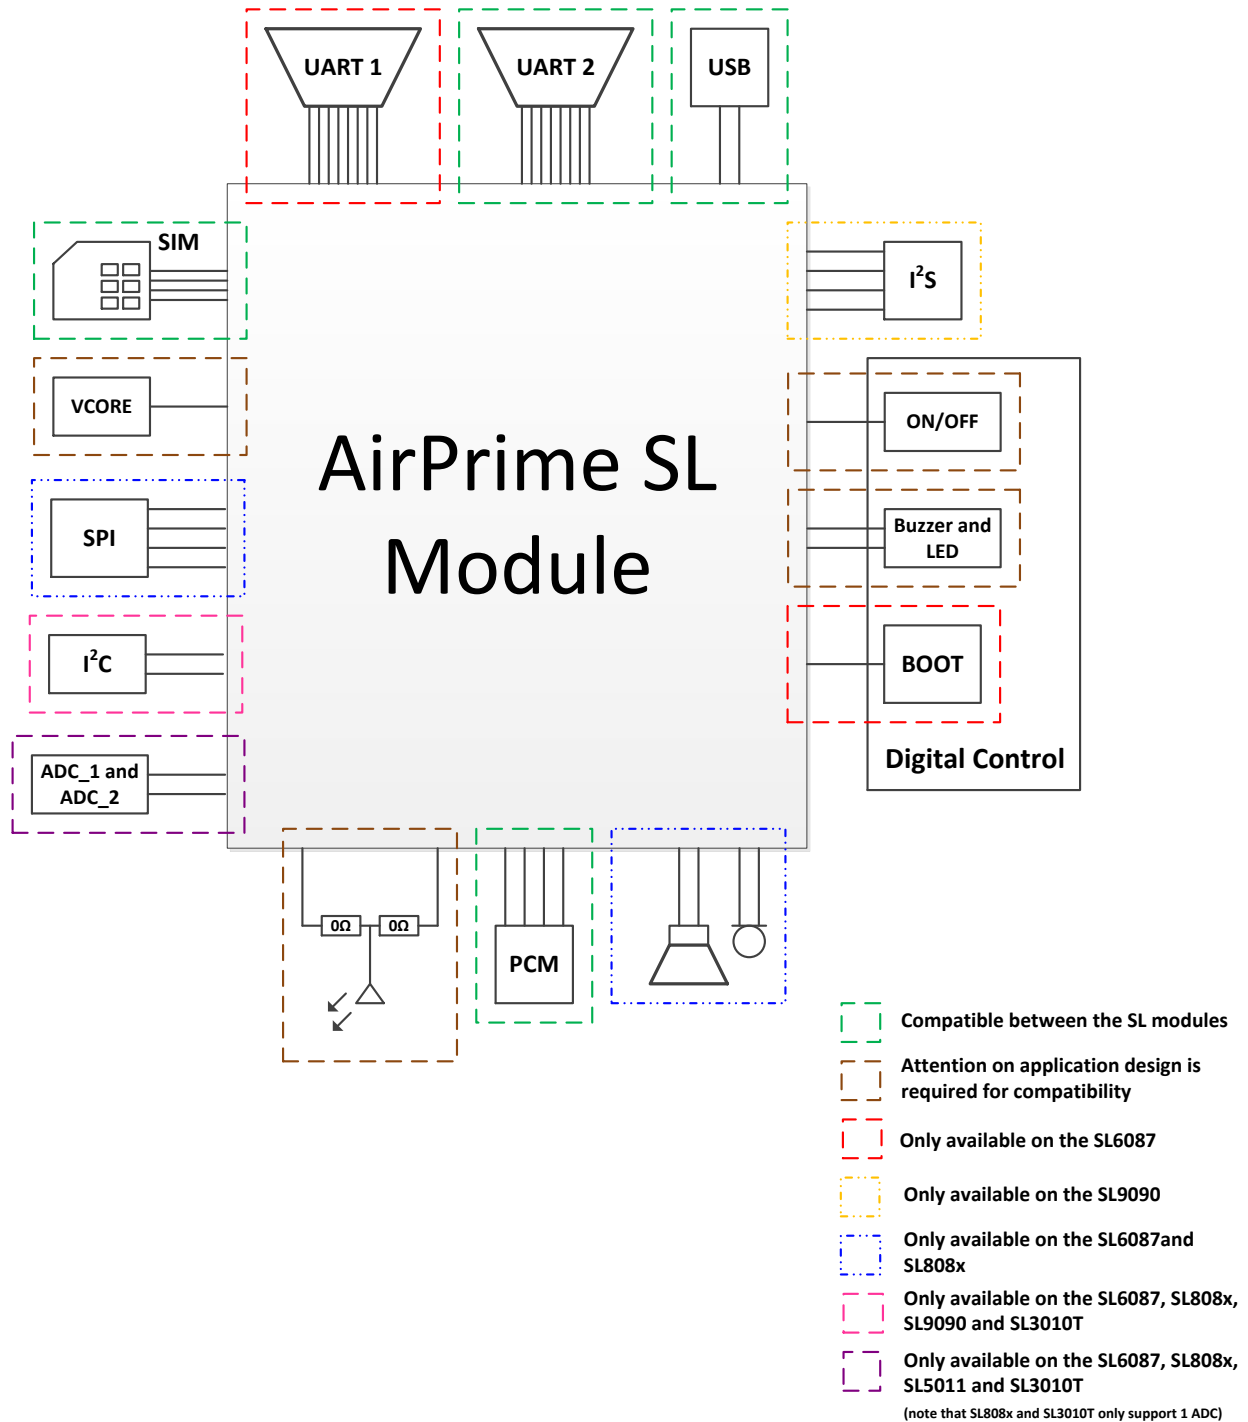 UART 1
UART 2
USB
SIM
I²S
VCORE
ON/OFF
SPI
Buzzer and
LED
I²C
BOOT
ADC_1 and
ADC_2
Digital Control
AirPrime SL
Module
0Ω
0Ω
PCM
Compatible between the SL modules
Attention on application design is
required for compatibility
Only available on the SL6087
Only available on the SL9090
Only available on the SL6087and
SL808x
Only available on the SL6087, SL808x,
SL9090 and SL3010T
Only available on the SL6087, SL808x,
SL5011 and SL3010T
(note that SL808x and SL3010T only support 1 ADC)